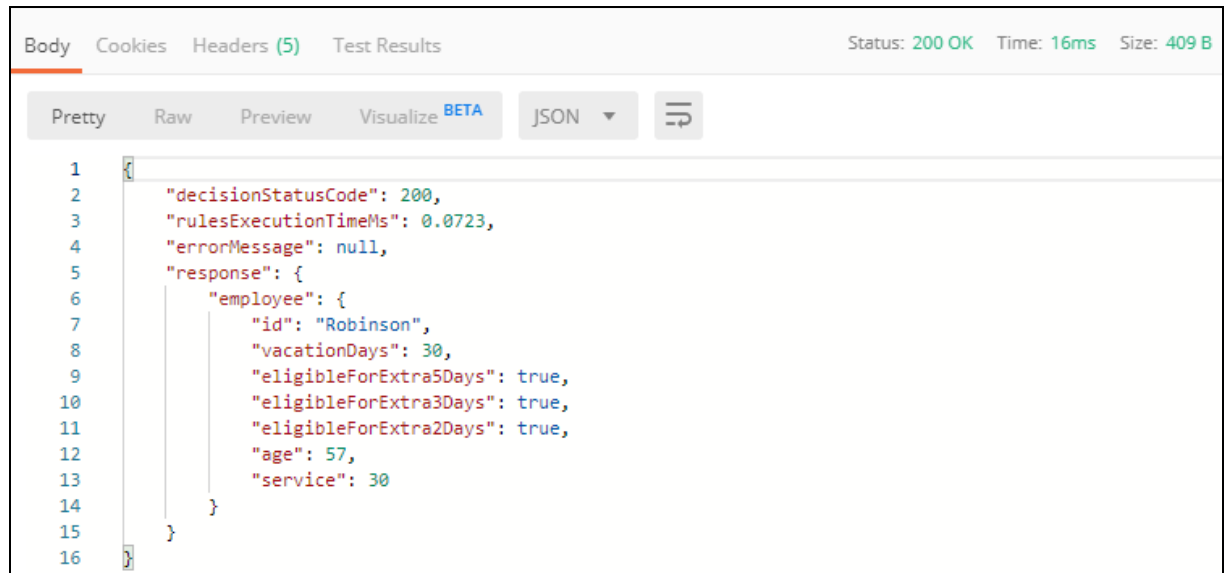 Body Cookies Headers (5) Test Results Status: 200 OK Time: 16ms Size: 409 B
Pretty Raw Preview Visualize BETA JSON
1 {
2 "decisionStatusCode": 200,
3 "rulesExecutionTimeMs": 0.0723,
4 "errorMessage": null,
5 "response": {
6 "employee": {
7 "id": "Robinson",
8 "vacationDays": 30,
9 "eligibleForExtra5Days": true,
10 "eligibleForExtra3Days": true,
11 "eligibleForExtra2Days": true,
12 "age": 57,
13 "service": 30
14 }
15 }
16 }